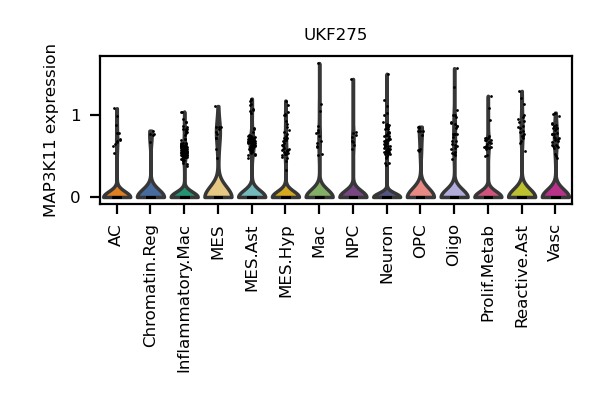 UKF275
MAP3K11 expression
1
0
AC
Chromatin.Reg
Inflammatory.Mac
MES
MES.Ast
MES.Hyp
Mac
NPC
Neuron
OPC
Oligo
Prolif.Metab
Reactive.Ast
Vasc